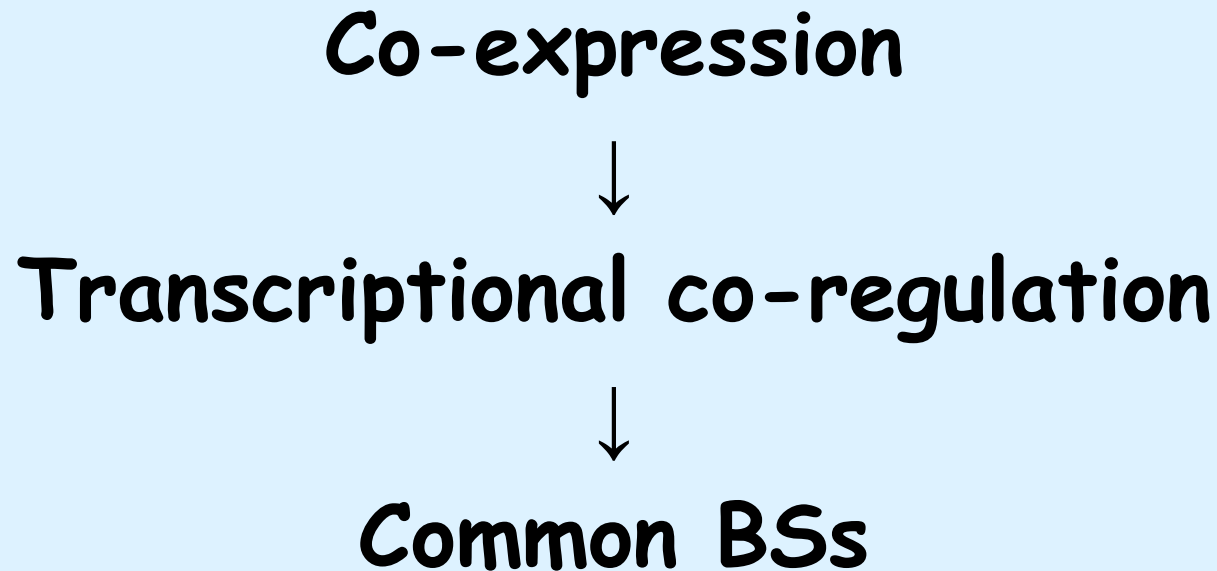 Co-expression
↓
Transcriptional co-regulation
↓
Common BSs